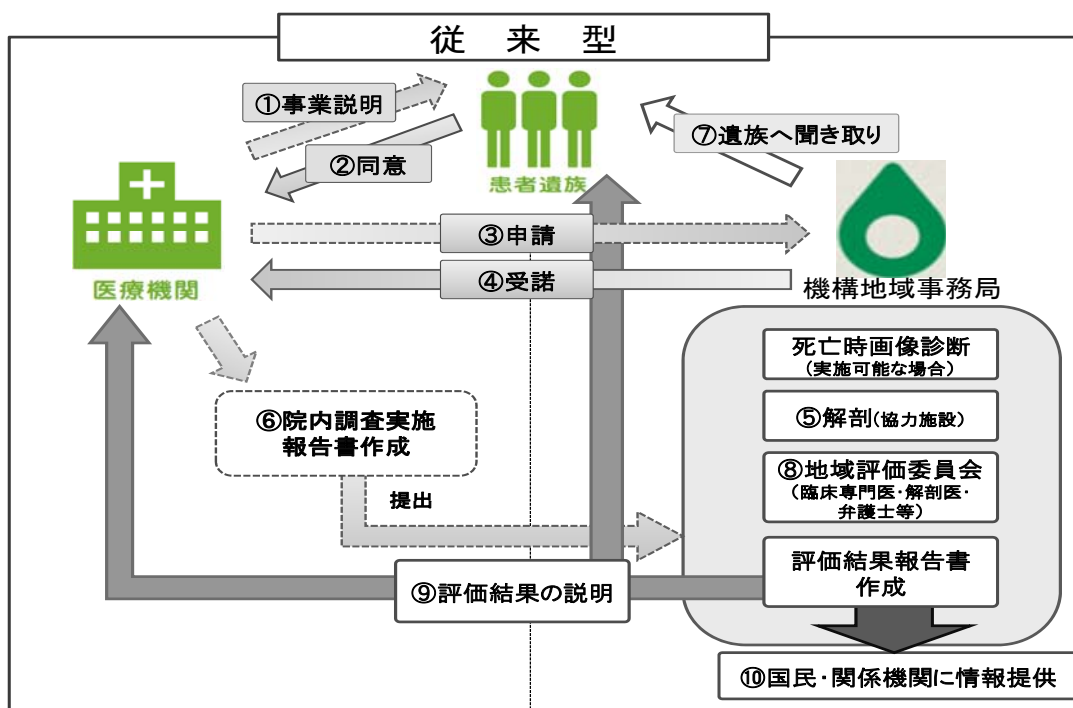 従来型
①事業説明
②同意
患者遺族
⑦遺族へ聞き取り
③申請
④受諾
医療機関
機構地域事務局
死亡時画像診断
（実施可能な場合）
⑤解剖（協力施設）
⑥院内調査実施
報告書作成
⑧地域評価委員会
（臨床専門医・解剖医・
弁護士等）
提出
評価結果報告書
作成
⑨評価結果の説明
⑩国民・関係機関に情報提供